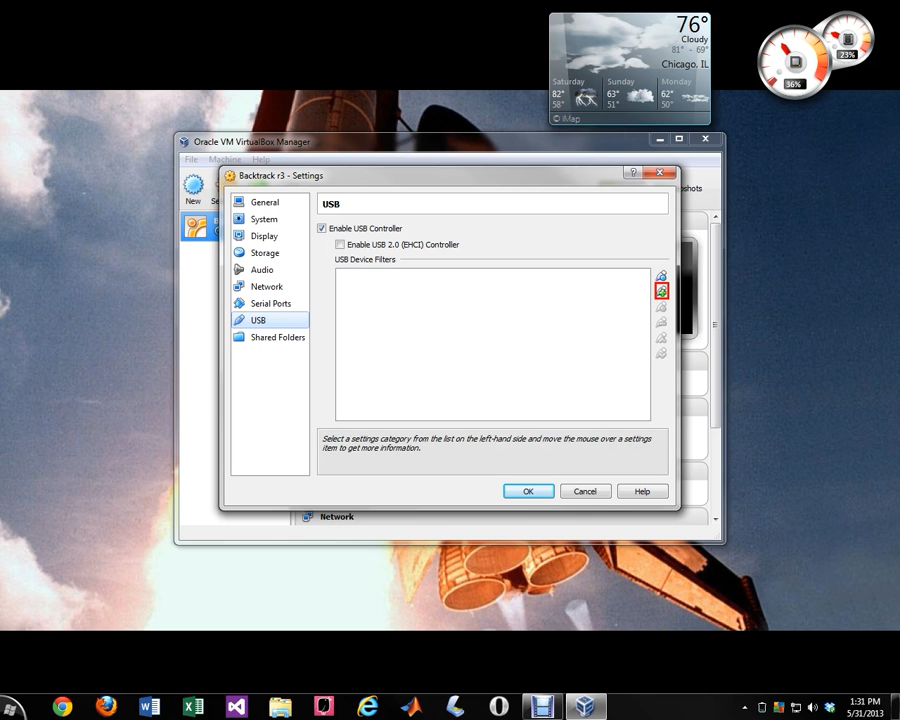 76°
Cloudy
81° - 69°
Chicago, IL
Saturday
82°
58°
Sunday
63°
51°
Monday
62°
50°
© iMap
36%
23%
Oracle VM VirtualBox Manager
File Machine Help
New
Backtrack r3 - Settings
General
System
Display
Storage
Audio
Network
Serial Ports
USB
Shared Folders
USB
Enable USB Controller
Enable USB 2.0 (EHCI) Controller
USB Device Filters
Select a settings category from the list on the left-hand side and move the mouse over a settings
item to get more information.
OK
Cancel
Help
Network
1:31 PM
5/31/2013